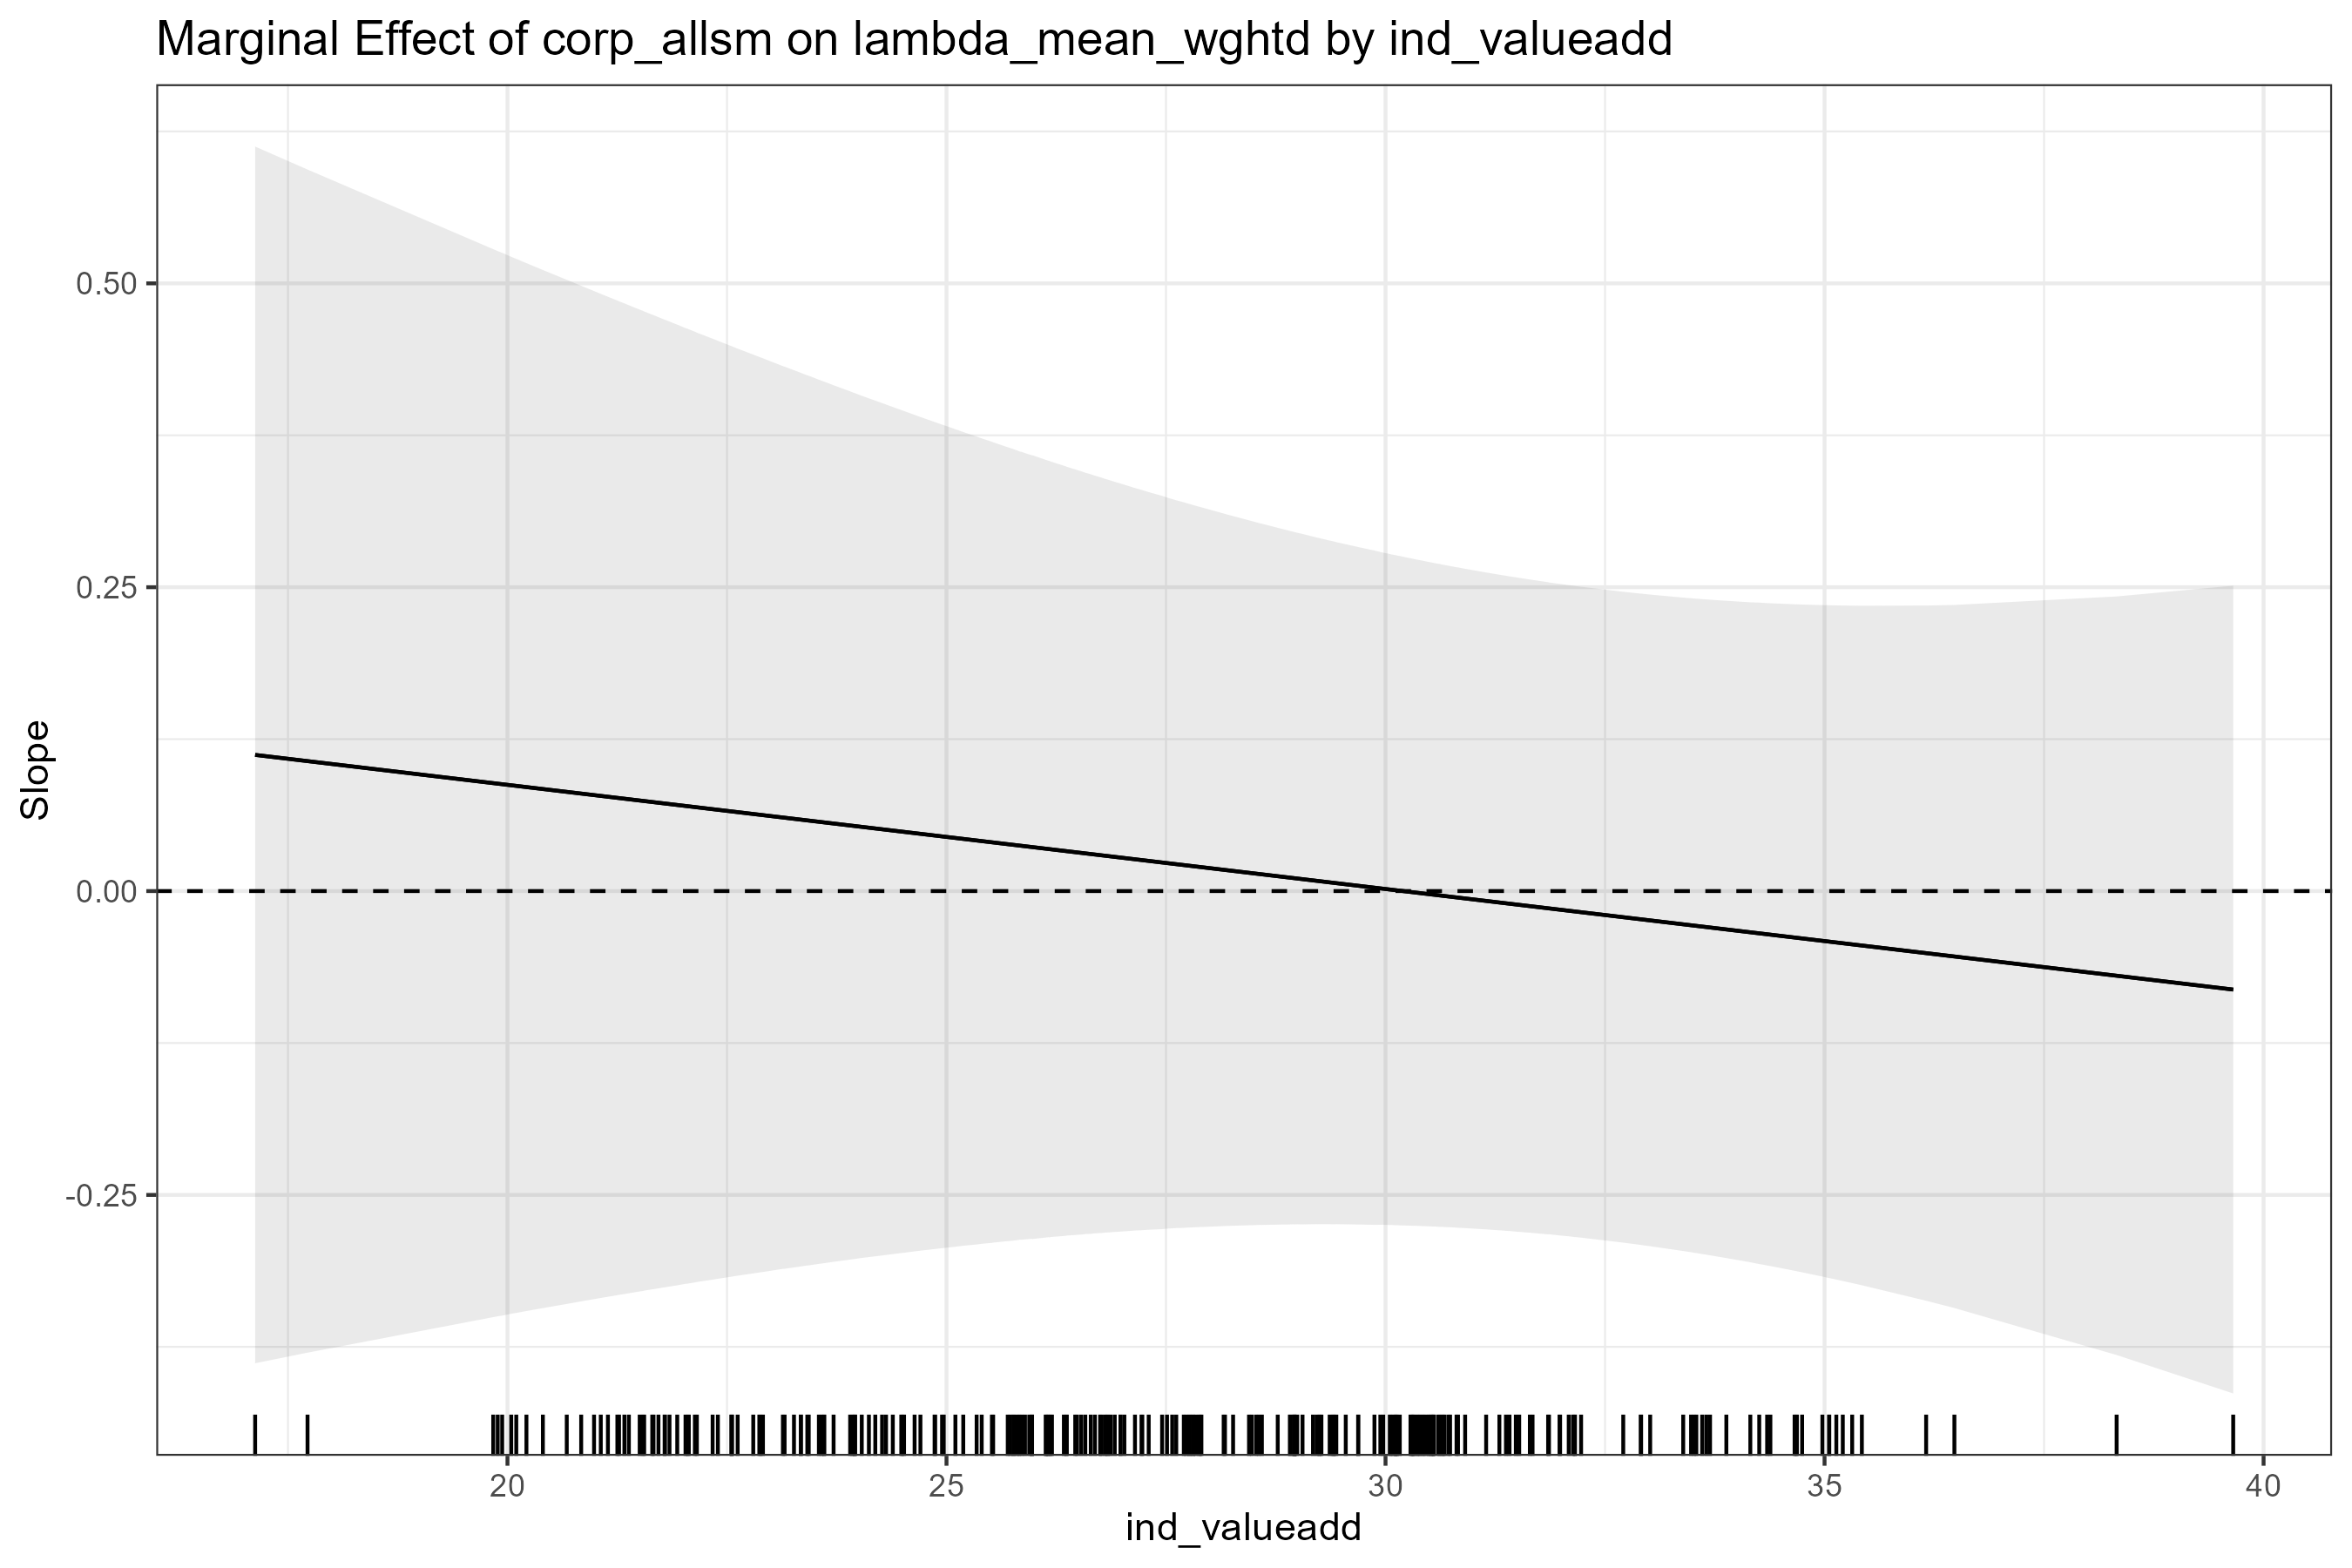 Marginal Effect of corp_allsm on lambda_mean_wghtd by ind_valueadd
Slope
0.50
0.25
0.00
-0.25
20 25 30 35 40
ind_valueadd